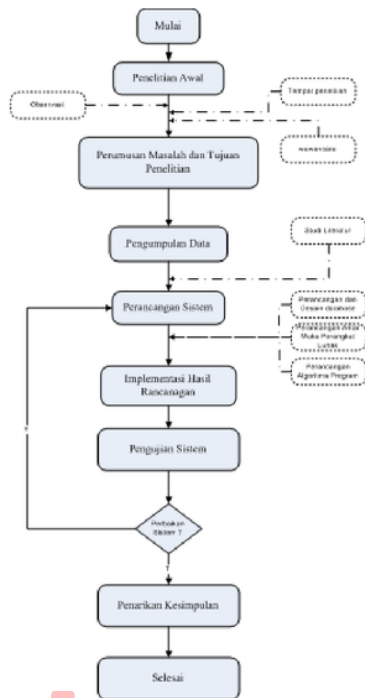 Mulai
Penelitian Awal
Observasi
Tempat penelitian
wawancara
Perumusan Masalah dan Tujuan
Penelitian
Pengumpulan Data
Studi Literatur
Perancangan Sistem
Perancangan dan
Desain database
Perancangan Antar
Muka Perangkat
Lunak
Perancangan
Algoritma Program
Implementasi Hasil
Rancanagan
Pengujian Sistem
Perbaikan
Sistem ?
Penarikan Kesimpulan
Selesai